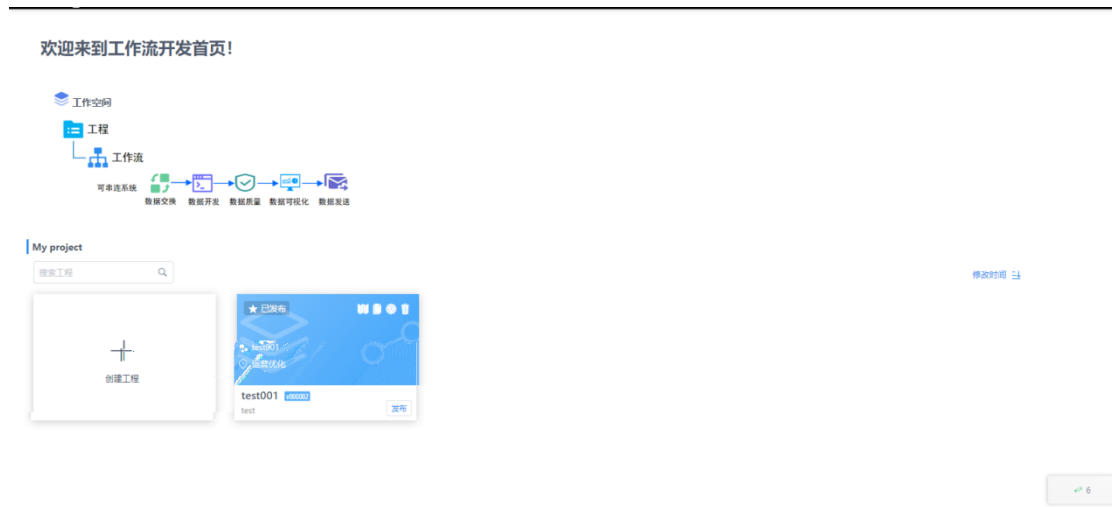 欢迎来到工作流开发首页!
工作空间
工程
工作流
可串连系统
数据交换 数据开发 数据质量 数据可视化 数据发送
My project
搜索工程
修改时间
已发布
test001
运营优化
创建工程
test001 v000002
test
发布
6